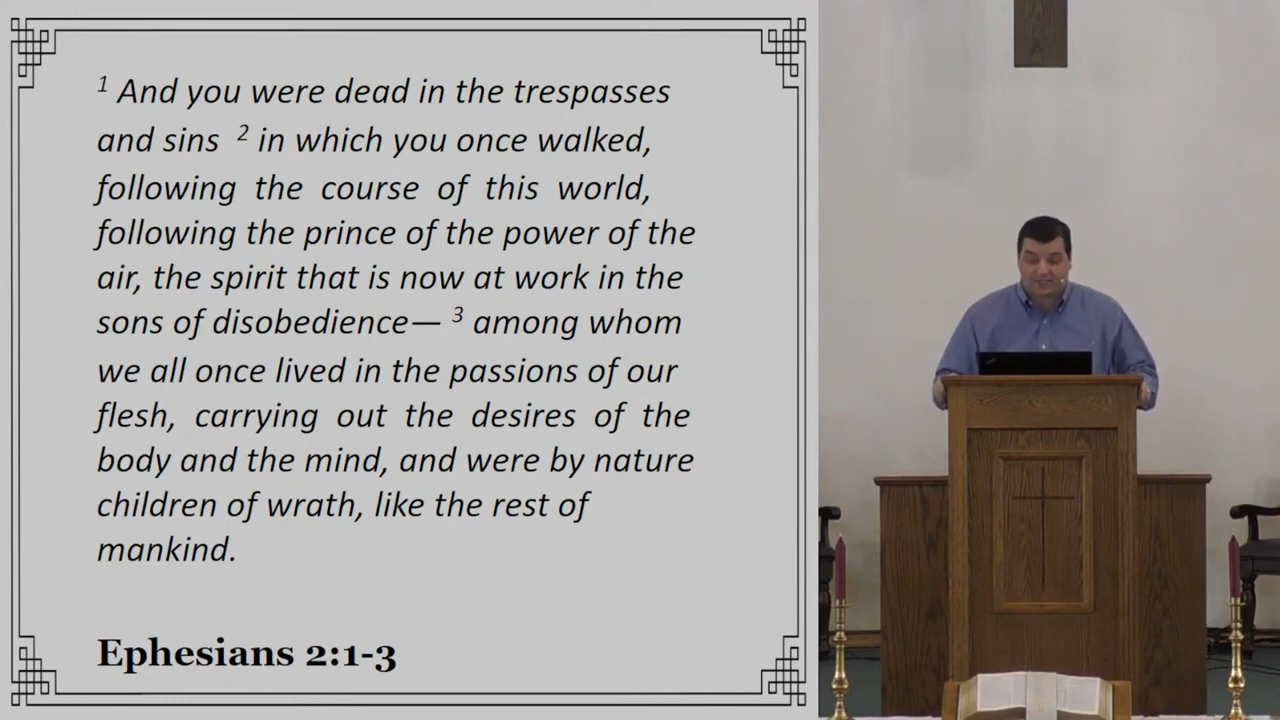 1 And you were dead in the trespasses
and sins 2 in which you once walked,
following the course of this world,
following the prince of the power of the
air, the spirit that is now at work in the
sons of disobedience— 3 among whom
we all once lived in the passions of our
flesh, carrying out the desires of the
body and the mind, and were by nature
children of wrath, like the rest of
mankind.
Ephesians 2:1-3